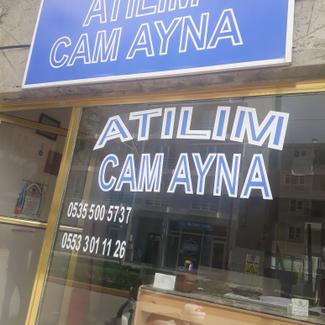 ATILIM
CAM AYNA
ATILIM
CAM AYNA
0535 500 5737
0553 301 11 26